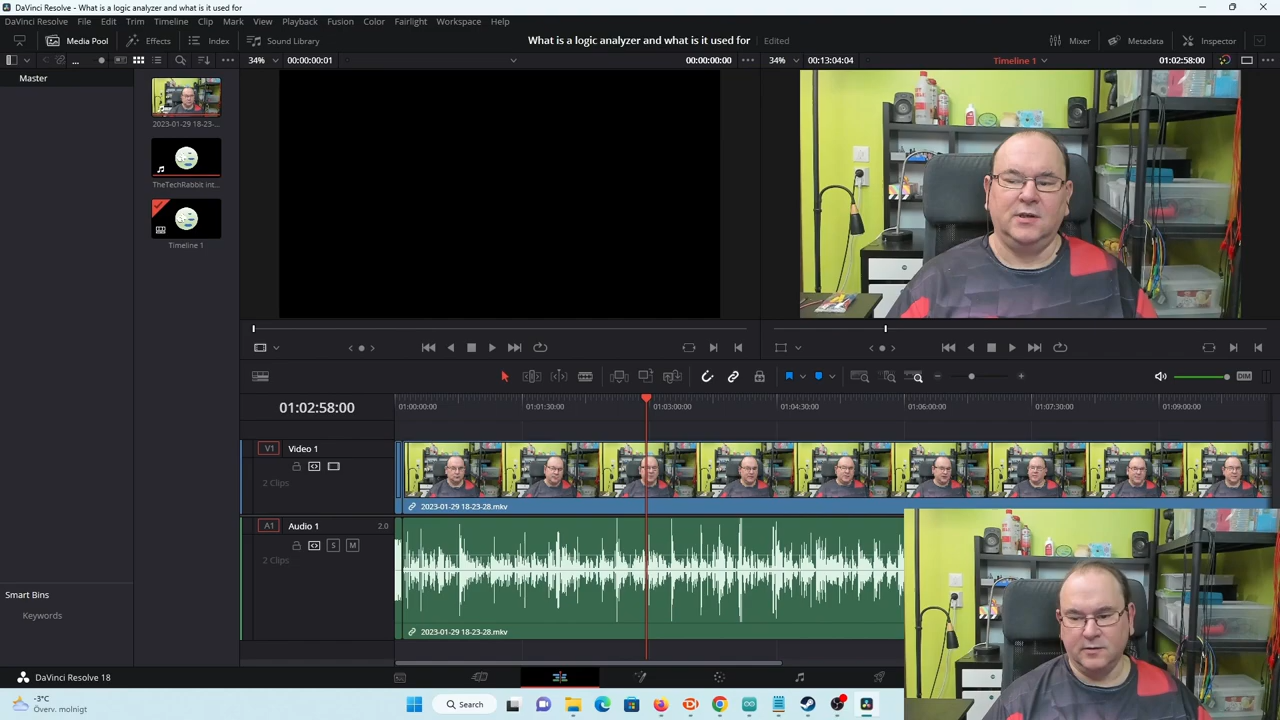 DaVinci Resolve - What is a logic analyzer and what is it used for
DaVinci Resolve File Edit Trim Timeline Clip Mark View Playback Fusion Color Fairlight Workspace Help
Media Pool Effects Index Sound Library What is a logic analyzer and what is it used for Edited Mixer Metadata Inspector
... 34% 00:00:00:01 00:00:00:00 34% 00:13:04:04 Timeline 1 01:02:58:00
Master
2023-01-29 18-23-...
TheTechRabbit int...
Timeline 1
DIM
01:02:58:00 01:00:00:00 01:01:30:00 01:03:00:00 01:04:30:00 01:06:00:00 01:07:30:00 01:09:00:00
V1 Video 1
2 Clips
2023-01-29 18-23-28.mkv
A1 Audio 1 2.0
S M
2 Clips
2023-01-29 18-23-28.mkv
Smart Bins
Keywords
DaVinci Resolve 18
-3°C
Överv. molnigt
Search